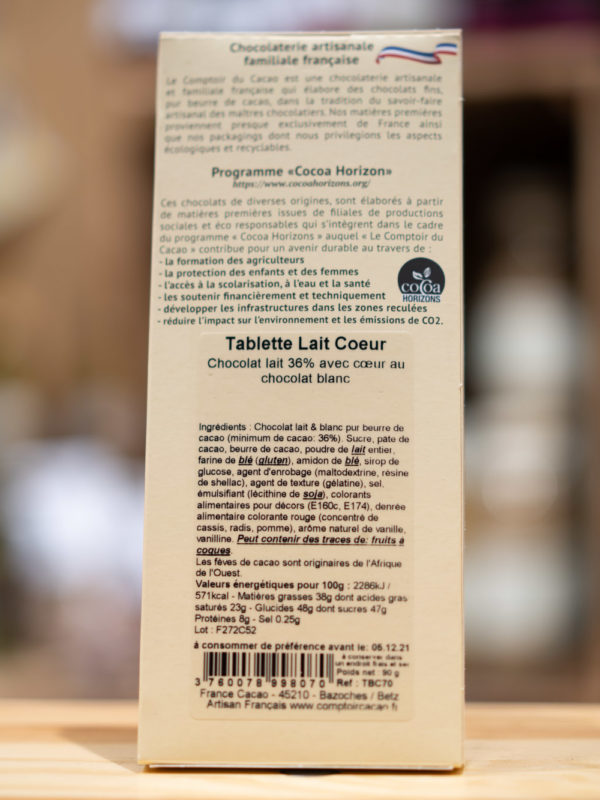 Chocolaterie artisanale
familiale française
Le Comptoir du Cacao est une chocolaterie artisanale
et familiale française qui élabore des chocolats fins,
pur beurre de cacao, dans la tradition du savoir-faire
artisanal des maîtres chocolatiers. Nos matières premières
proviennent presque exclusivement de France ainsi
que nos packagings dont nous privilegions les aspects
écologiques et recyclables.
Programme «Cocoa Horizon»
https://www.cocoahorizons.org/
Ces chocolats de diverses origines, sont élaborés à partir
de matières premières issues de filiales de productions
sociales et éco responsables qui s'intègrent dans le cadre
du programme « Cocoa Horizons » auquel « Le Comptoir du
Cacao » contribue pour un avenir durable au travers de :
- la formation des agriculteurs
- la protection des enfants et des femmes
- l'accès à la scolarisation, à l'eau et la santé
- les soutenir financièrement et techniquement
- développer les infrastructures dans les zones reculées
- réduire l'impact sur l'environnement et les émissions de CO2.
cocoa
HORIZONS
Tablette Lait Coeur
Chocolat lait 36% avec cœur au
chocolat blanc
Ingrédients : Chocolat lait & blanc pur beurre de
cacao (minimum de cacao: 36%). Sucre, pâte de
cacao, beurre de cacao, poudre de lait entier,
farine de blé (gluten), amidon de blé, sirop de
glucose, agent d'enrobage (maltodextrine, résine
de shellac), agent de texture (gélatine), sel,
émulsifiant (lécithine de soja), colorants
alimentaires pour décors (E160c, E174), denrée
alimentaire colorante rouge (concentré de
cassis, radis, pomme), arôme naturel de vanille,
vanilline. Peut contenir des traces de: fruits à
coques.
Les fèves de cacao sont originaires de l'Afrique
de l'Ouest.
Valeurs énergétiques pour 100g : 2286kJ /
571kcal - Matières grasses 38g dont acides gras
saturés 23g - Glucides 48g dont sucres 47g
Protéines 8g - Sel 0.25g
Lot : F272C52
à consommer de préférence avant le: 06.12.21
à conserver dans
un endroit frais et sec
Poids net : 90 g
3 760078 998070 Ref : TBC70
France Cacao - 45210 - Bazoches / Betz
Artisan Français www.comptoircacao.fr